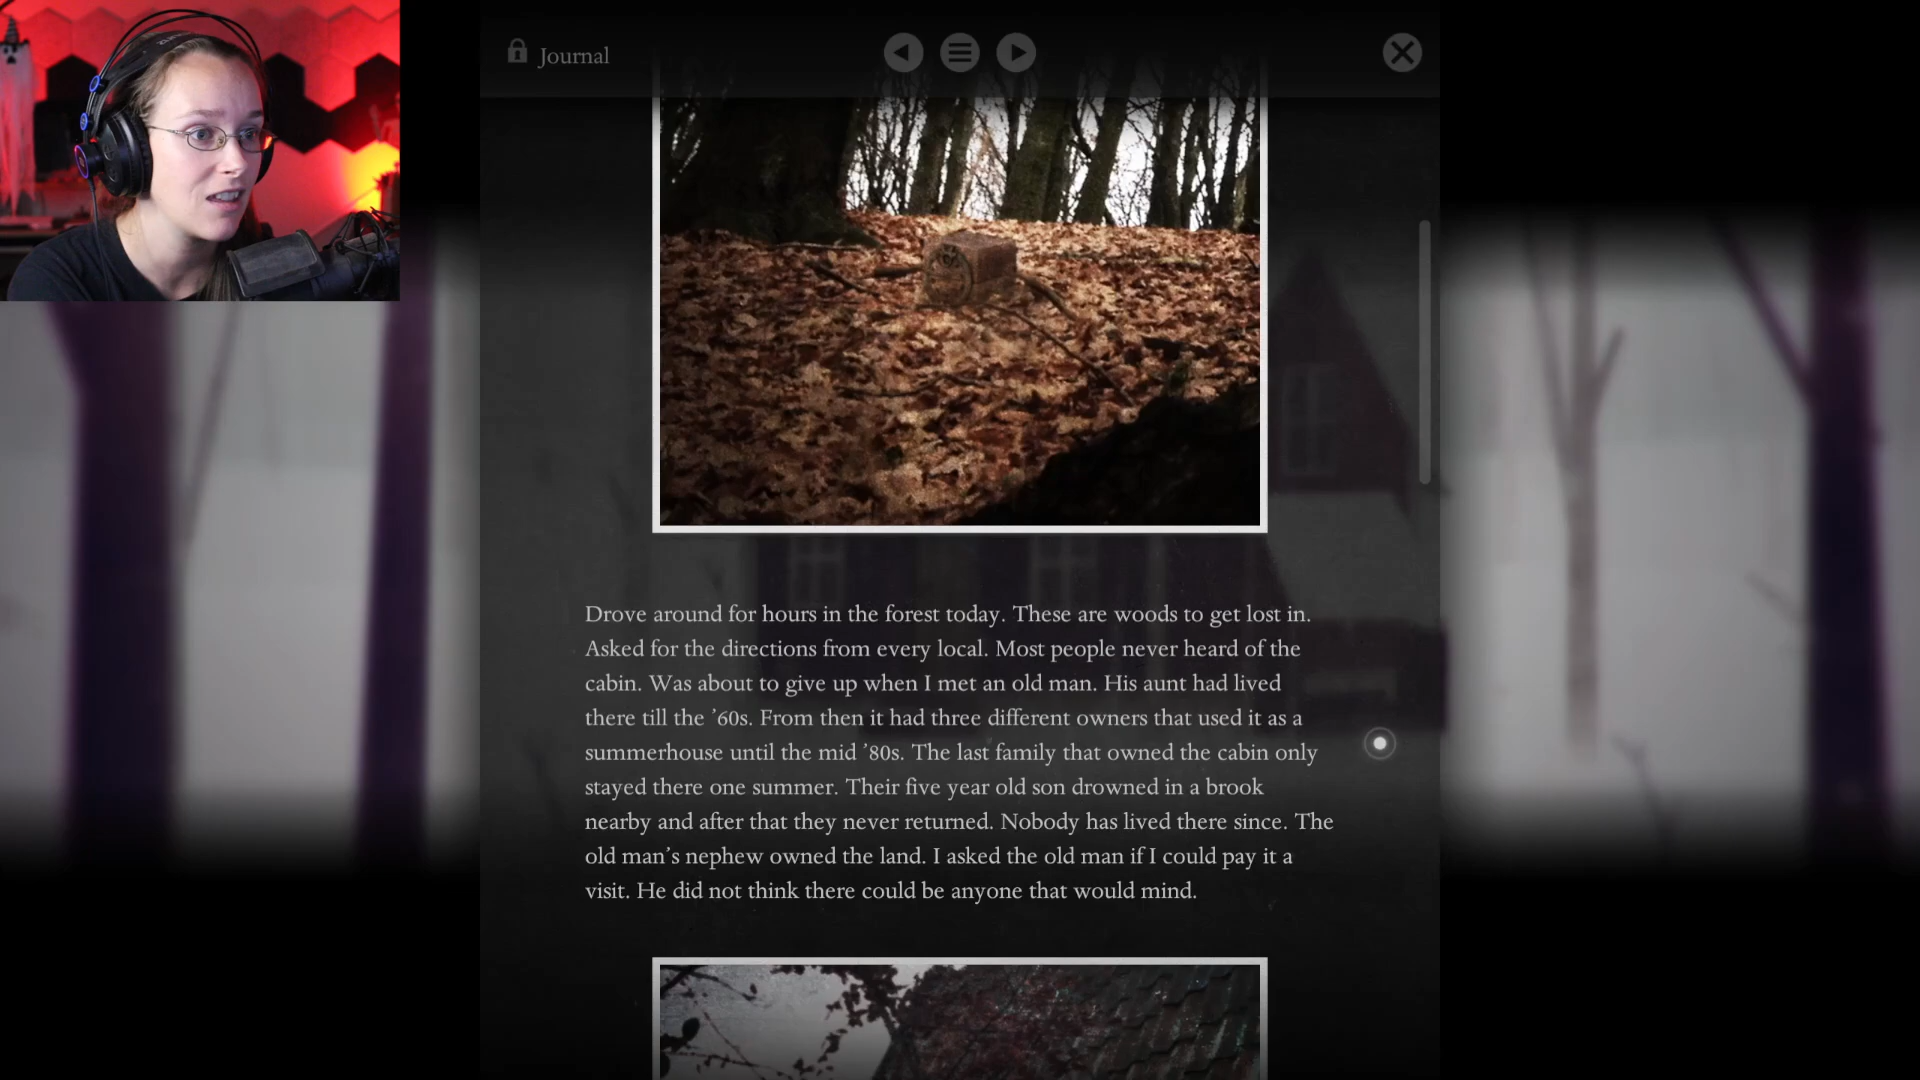 Journal
Drove around for hours in the forest today. These are woods to get lost in.
Asked for the directions from every local. Most people never heard of the
cabin. Was about to give up when I met an old man. His aunt had lived
there till the ’60s. From then it had three different owners that used it as a
summerhouse until the mid ’80s. The last family that owned the cabin only
stayed there one summer. Their five year old son drowned in a brook
nearby and after that they never returned. Nobody has lived there since. The
old man’s nephew owned the land. I asked the old man if I could pay it a
visit. He did not think there could be anyone that would mind.